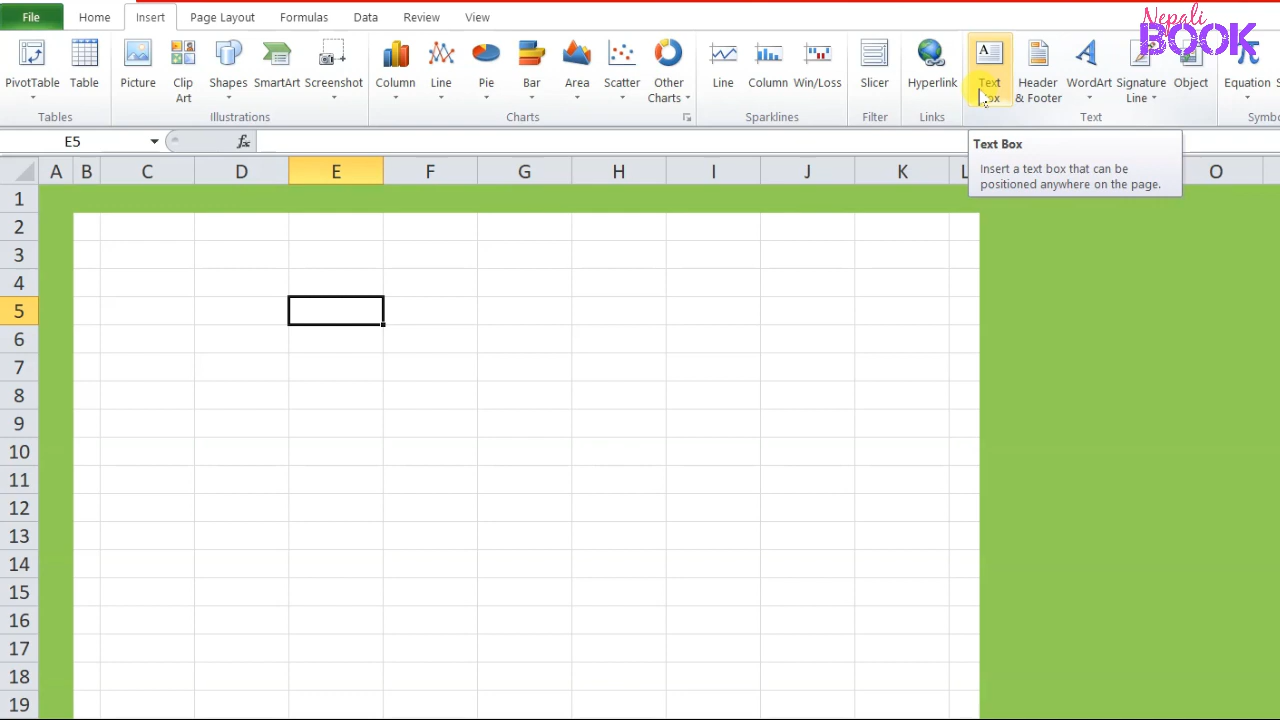 Nepali
BOOK
File Home Insert Page Layout Formulas Data Review View
PivotTable Table Picture Clip Art Shapes SmartArt Screenshot Column Line Pie Bar Area Scatter Other Charts Line Column Win/Loss Slicer Hyperlink Text Box Header & Footer WordArt Signature Line Object Equation
Tables Illustrations Charts Sparklines Filter Links Text
E5 fx
Text Box
Insert a text box that can be
positioned anywhere on the page.
A B C D E F G H I J K L O
1
2
3
4
5
6
7
8
9
10
11
12
13
14
15
16
17
18
19